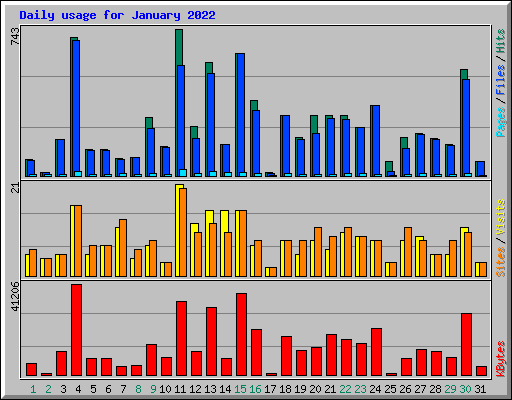 Daily usage for January 2022
743
Pages / Files / Hits
21
Sites / Visits
41206
KBytes
1 2 3 4 5 6 7 8 9 10 11 12 13 14 15 16 17 18 19 20 21 22 23 24 25 26 27 28 29 30 31